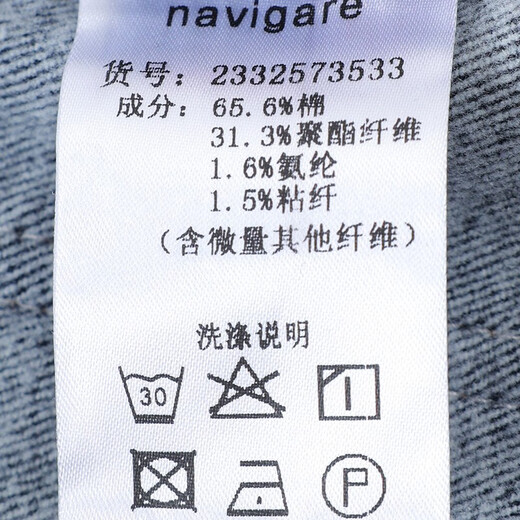 navigare
货号: 2332573533
成分: 65.6%棉
31.3%聚酯纤维
1.6%氨纶
1.5%粘纤
(含微量其他纤维)
洗涤说明
30
P